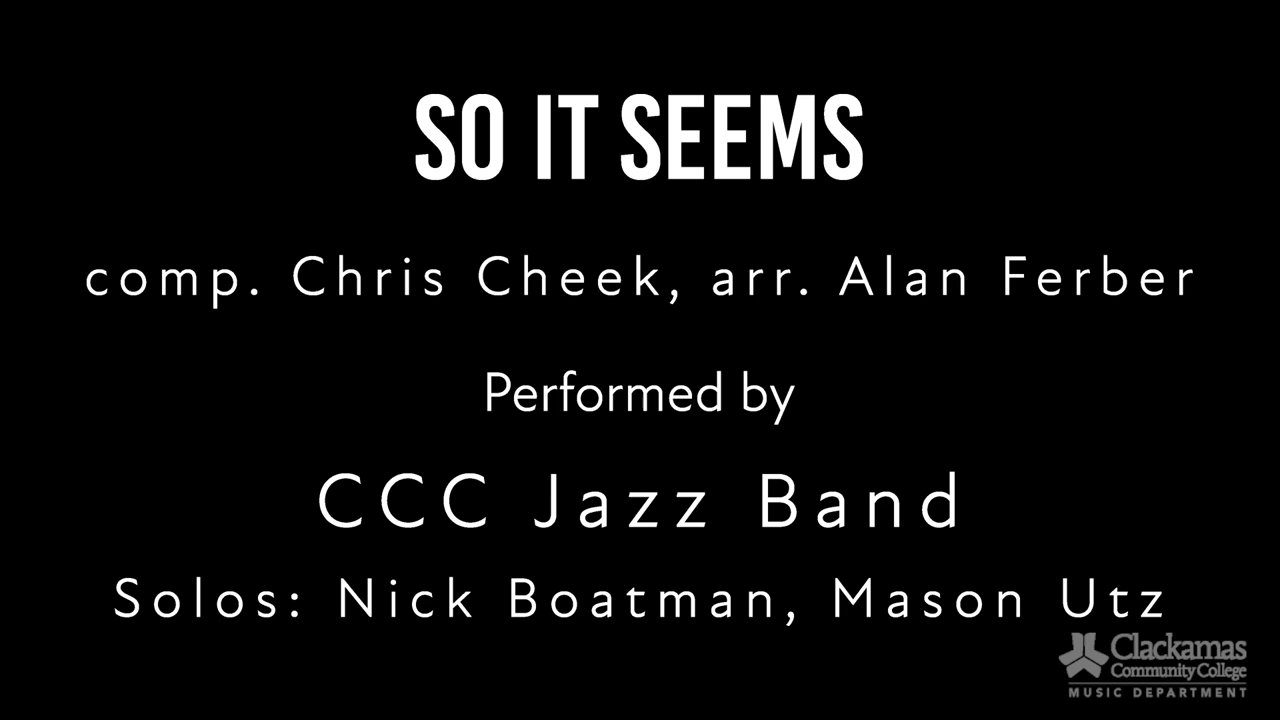 SO IT SEEMS
comp. Chris Cheek, arr. Alan Ferber
Performed by
CCC Jazz Band
Solos: Nick Boatman, Mason Utz
Clackamas
Community College
MUSIC DEPARTMENT